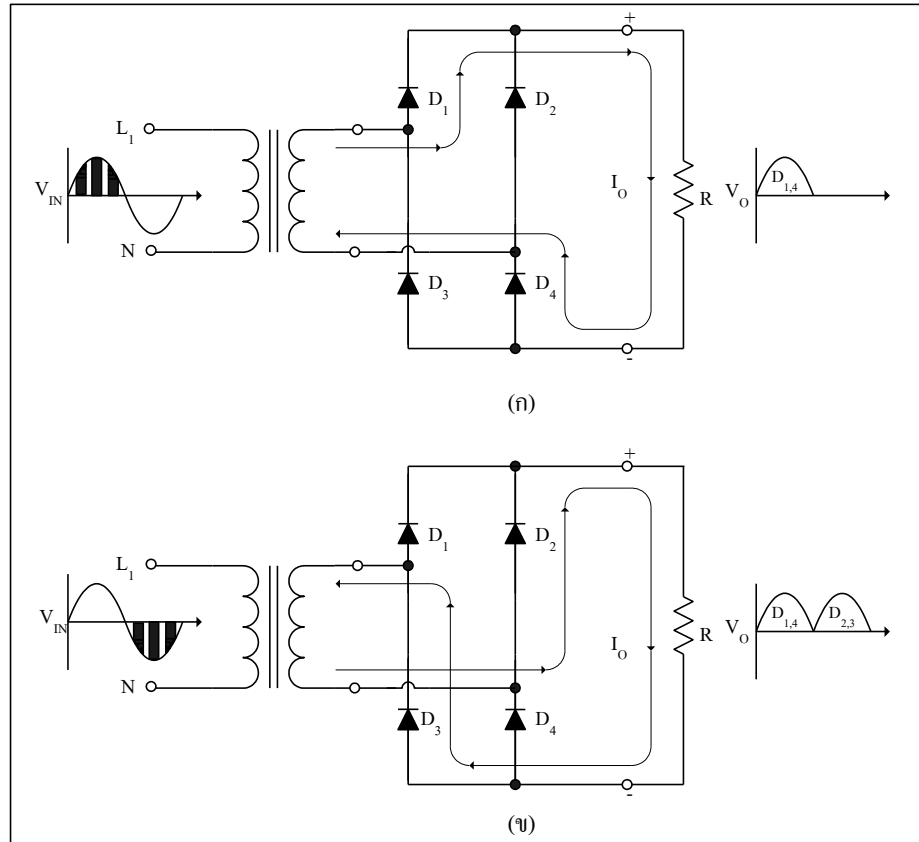 +
D1 D2
L1
VIN
IO
R
VO
D1,4
N
D3 D4
-
(ก)
+
D1 D2
L1
VIN
IO
R
VO
D1,4 D2,3
N
D3 D4
-
(ข)